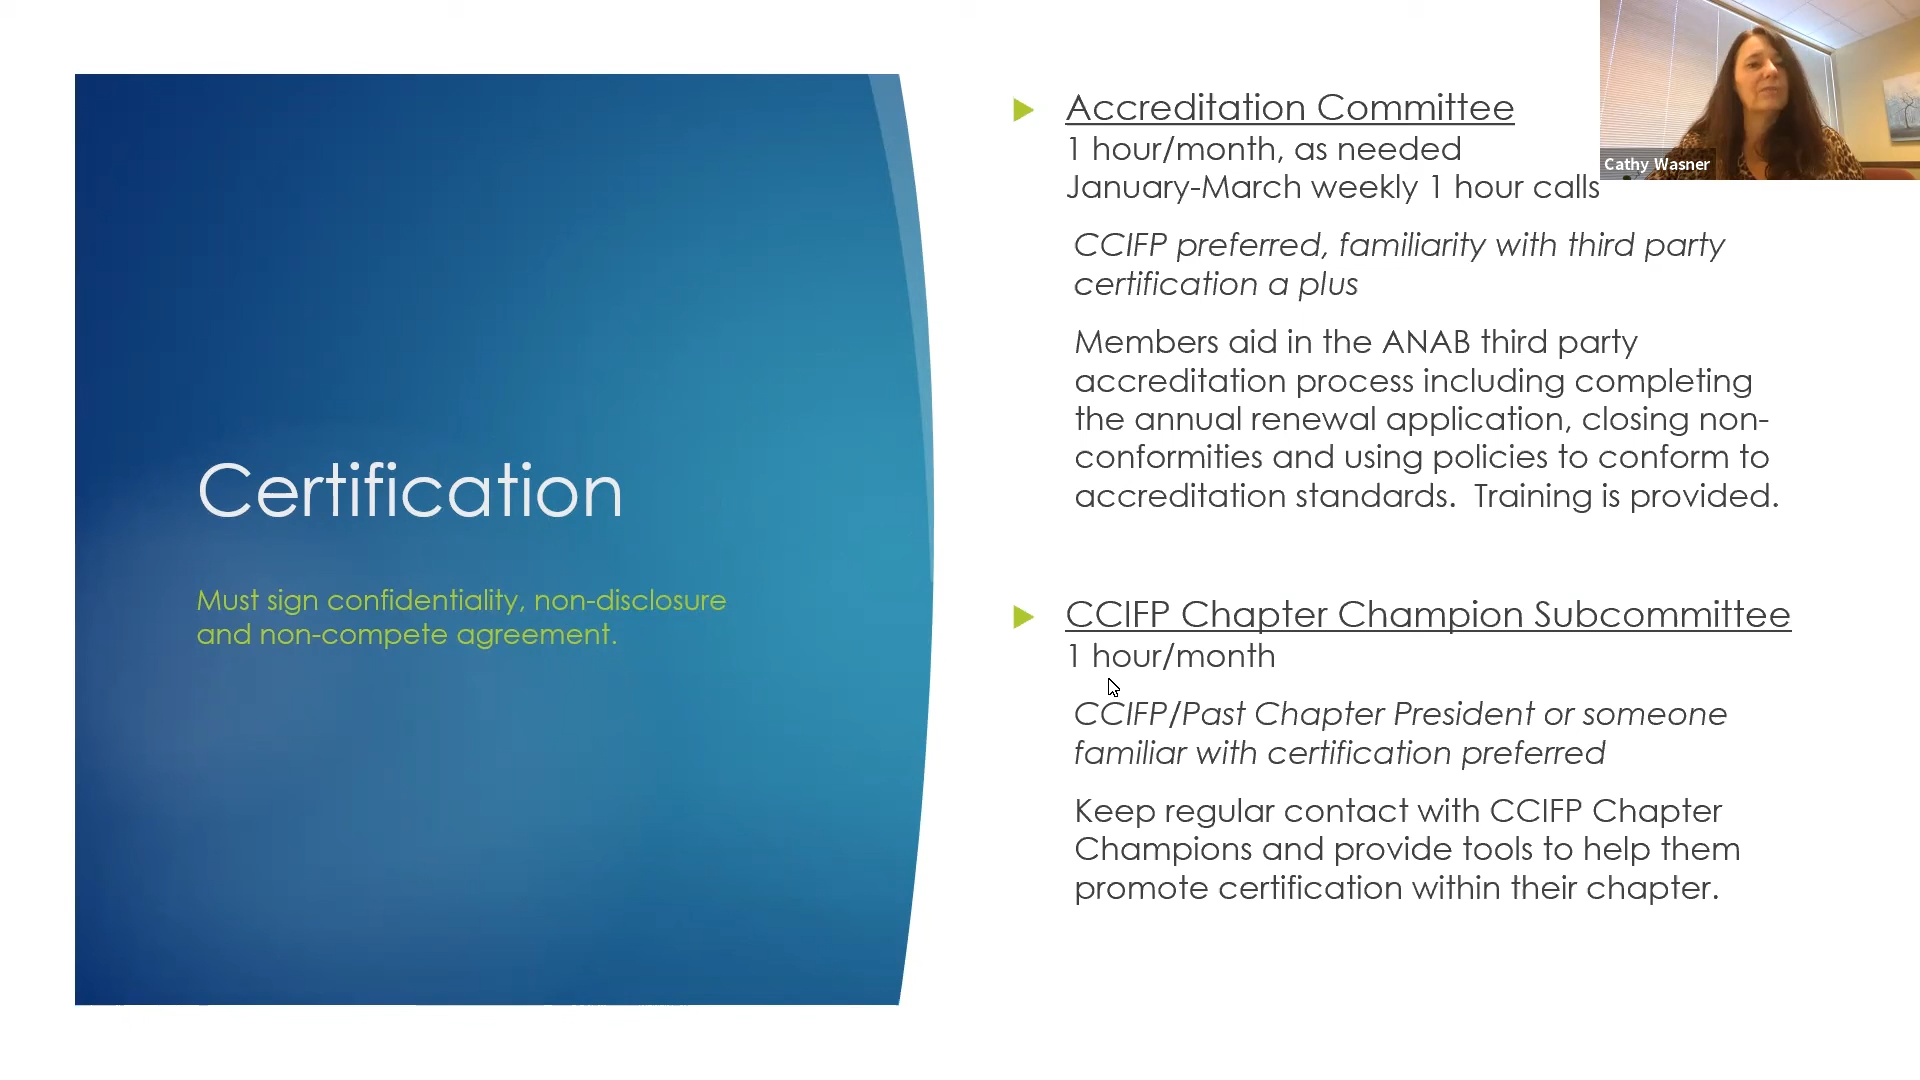 Certification
Must sign confidentiality, non-disclosure
and non-compete agreement.
Accreditation Committee
1 hour/month, as needed
January-March weekly 1 hour calls
CCIFP preferred, familiarity with third party
certification a plus
Members aid in the ANAB third party
accreditation process including completing
the annual renewal application, closing non-
conformities and using policies to conform to
accreditation standards.  Training is provided.
CCIFP Chapter Champion Subcommittee
1 hour/month
CCIFP/Past Chapter President or someone
familiar with certification preferred
Keep regular contact with CCIFP Chapter
Champions and provide tools to help them
promote certification within their chapter.
Cathy Wasner